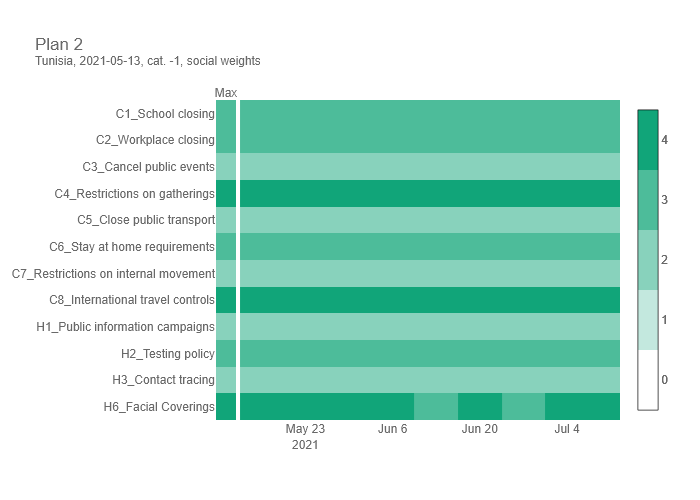 Plan 2
Tunisia, 2021-05-13, cat. -1, social weights
Max
C1_School closing
C2_Workplace closing
C3_Cancel public events
C4_Restrictions on gatherings
C5_Close public transport
C6_Stay at home requirements
C7_Restrictions on internal movement
C8_International travel controls
H1_Public information campaigns
H2_Testing policy
H3_Contact tracing
H6_Facial Coverings
May 23 Jun 6 Jun 20 Jul 4
2021
4
3
2
1
0